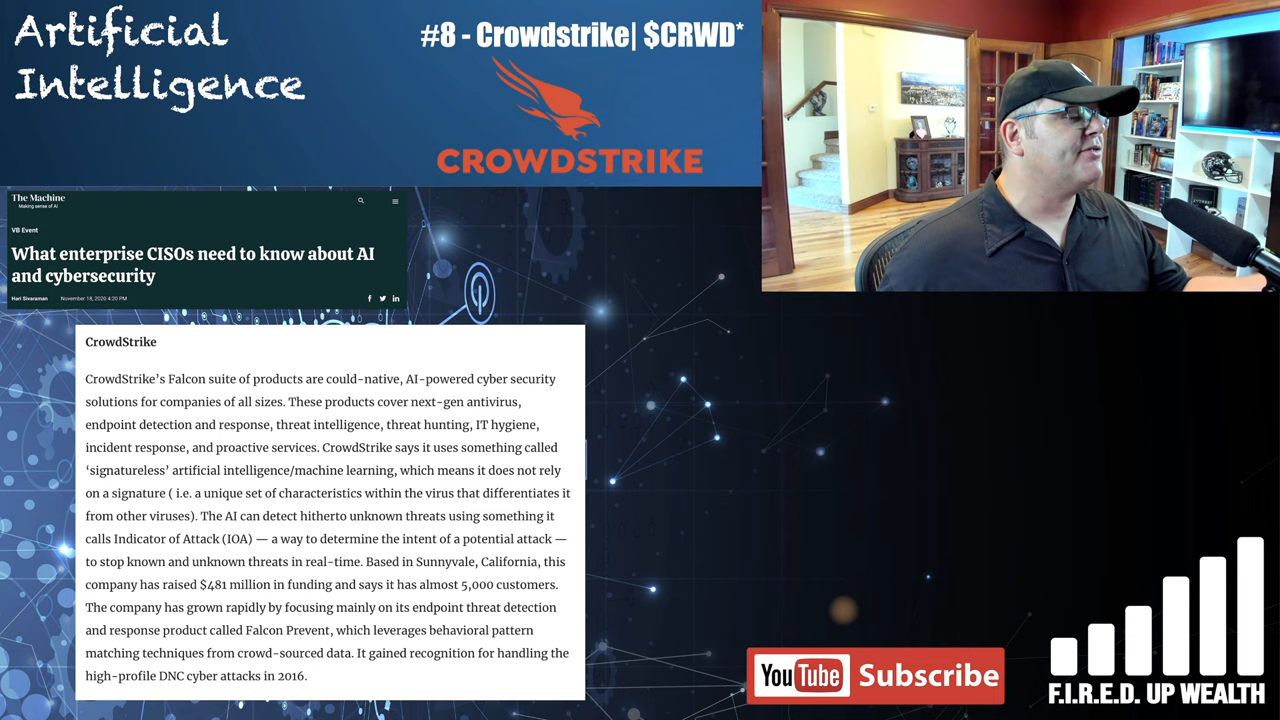 Artificial
Intelligence
#8 - Crowdstrike| $CRWD*
CROWDSTRIKE
The Machine
Making sense of AI
VB Event
What enterprise CISOs need to know about AI
and cybersecurity
Hari Sivaraman November 18, 2020 4:20 PM
CrowdStrike
CrowdStrike’s Falcon suite of products are could-native, AI-powered cyber security
solutions for companies of all sizes. These products cover next-gen antivirus,
endpoint detection and response, threat intelligence, threat hunting, IT hygiene,
incident response, and proactive services. CrowdStrike says it uses something called
‘signatureless’ artificial intelligence/machine learning, which means it does not rely
on a signature ( i.e. a unique set of characteristics within the virus that differentiates it
from other viruses). The AI can detect hitherto unknown threats using something it
calls Indicator of Attack (IOA) — a way to determine the intent of a potential attack —
to stop known and unknown threats in real-time. Based in Sunnyvale, California, this
company has raised $481 million in funding and says it has almost 5,000 customers.
The company has grown rapidly by focusing mainly on its endpoint threat detection
and response product called Falcon Prevent, which leverages behavioral pattern
matching techniques from crowd-sourced data. It gained recognition for handling the
high-profile DNC cyber attacks in 2016.
YouTube Subscribe
F.I.R.E.D. UP WEALTH